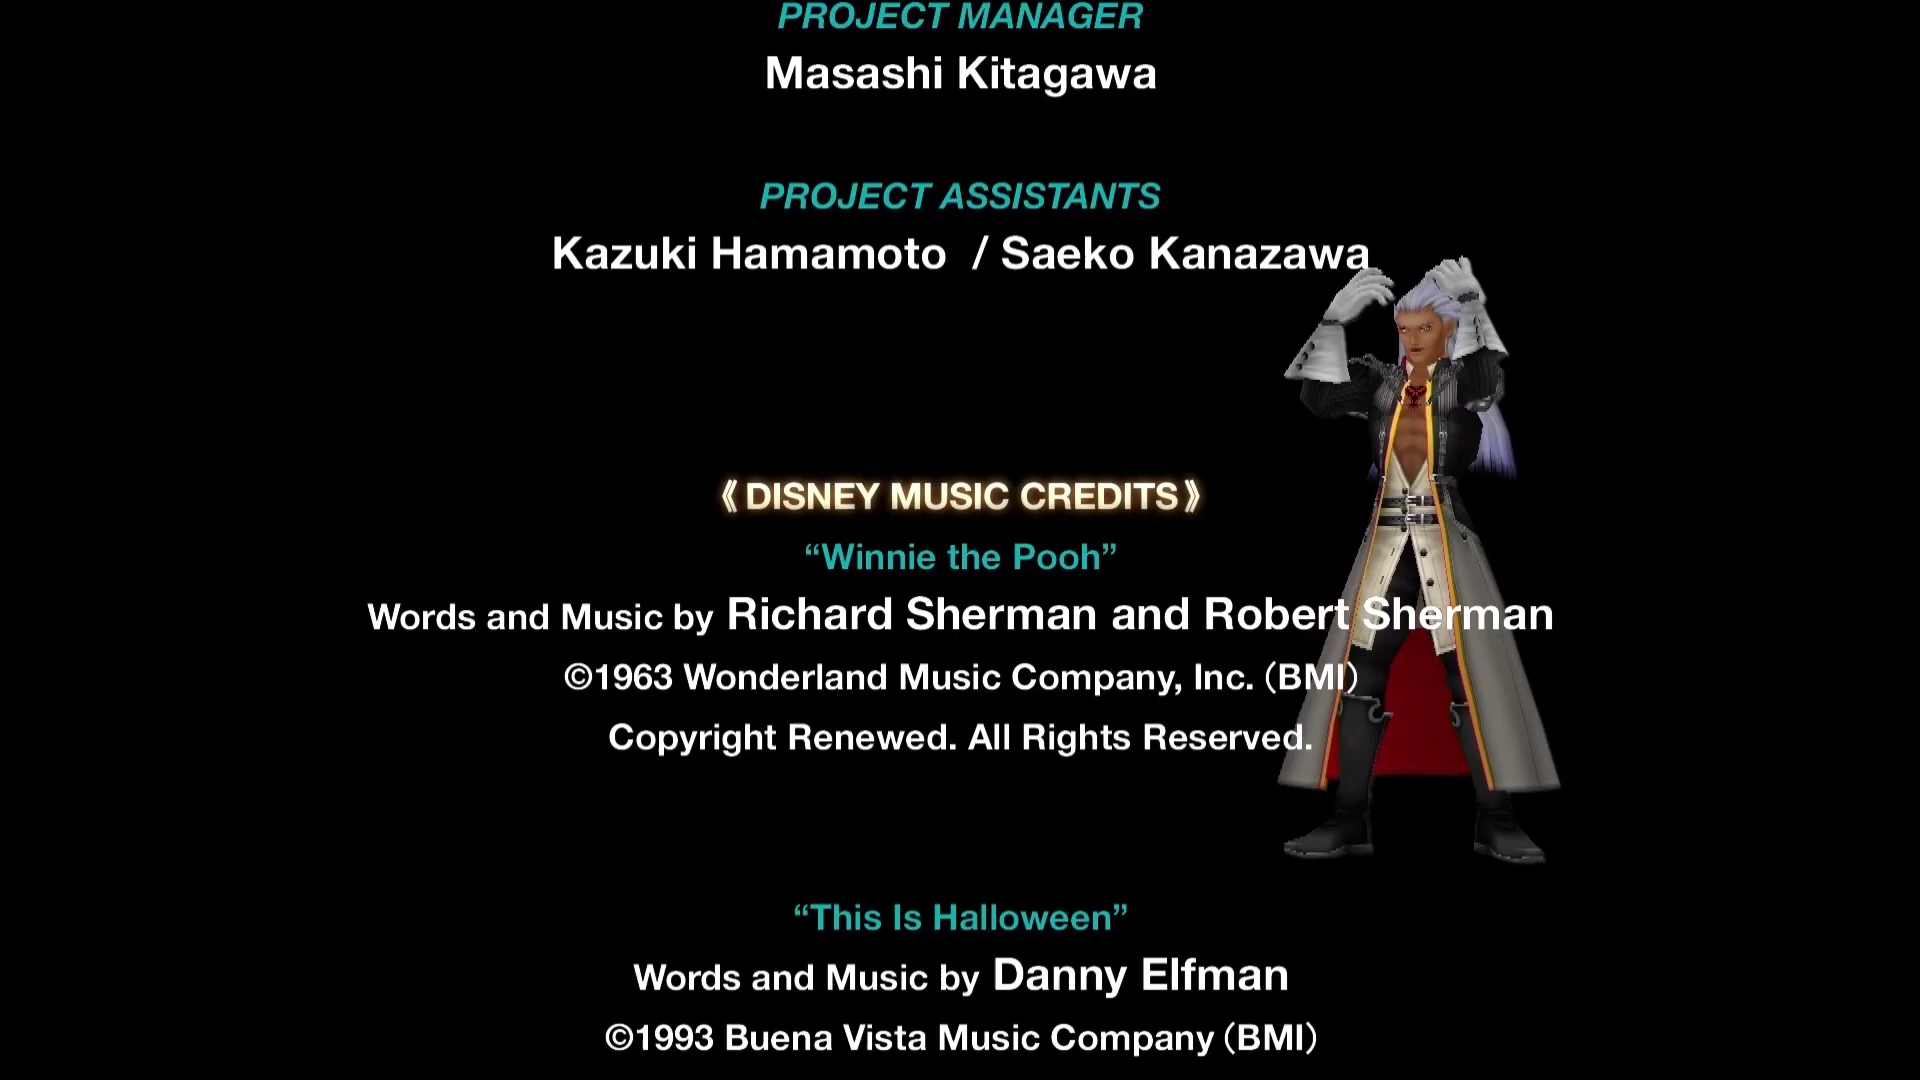 PROJECT MANAGER
Masashi Kitagawa
PROJECT ASSISTANTS
Kazuki Hamamoto / Saeko Kanazawa
《DISNEY MUSIC CREDITS》
“Winnie the Pooh”
Words and Music by Richard Sherman and Robert Sherman
©1963 Wonderland Music Company, Inc. (BMI)
Copyright Renewed. All Rights Reserved.
“This Is Halloween”
Words and Music by Danny Elfman
©1993 Buena Vista Music Company (BMI)